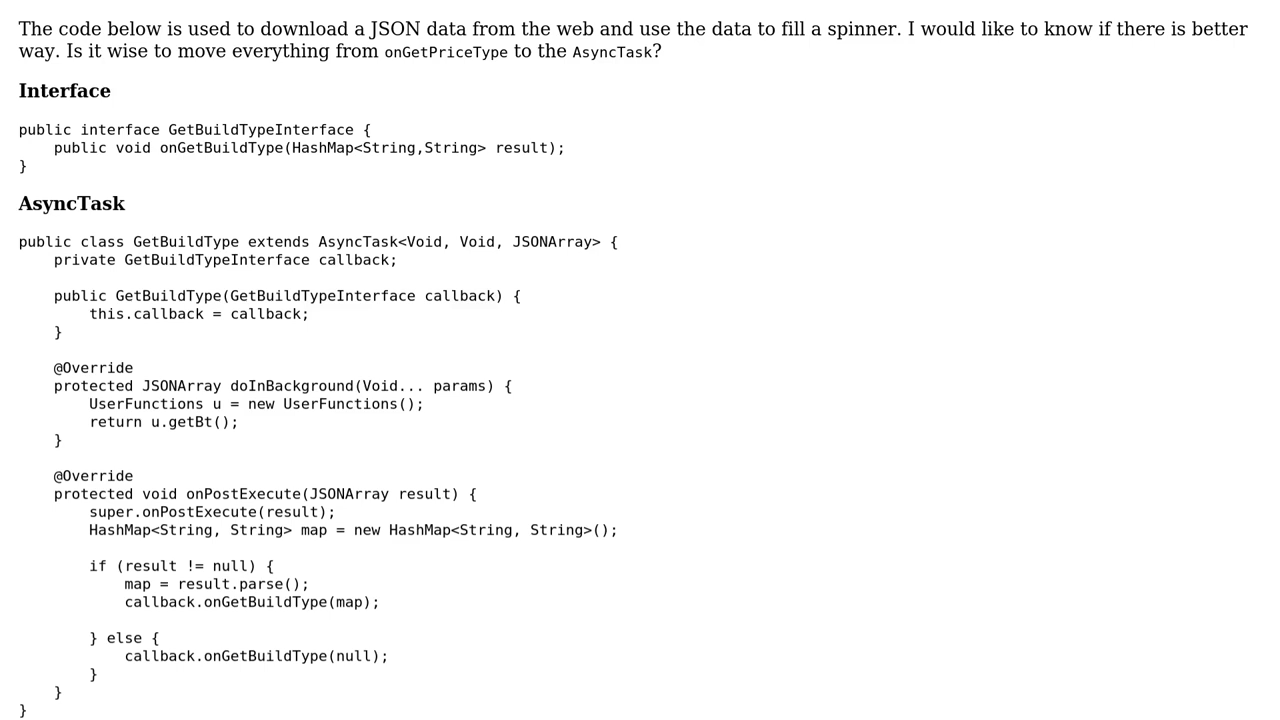 The code below is used to download a JSON data from the web and use the data to fill a spinner. I would like to know if there is better
way. Is it wise to move everything from onGetPriceType to the AsyncTask?
Interface
public interface GetBuildTypeInterface {
    public void onGetBuildType(HashMap<String,String> result);
}
AsyncTask
public class GetBuildType extends AsyncTask<Void, Void, JSONArray> {
    private GetBuildTypeInterface callback;
    public GetBuildType(GetBuildTypeInterface callback) {
        this.callback = callback;
    }
    @Override
    protected JSONArray doInBackground(Void... params) {
        UserFunctions u = new UserFunctions();
        return u.getBt();
    }
    @Override
    protected void onPostExecute(JSONArray result) {
        super.onPostExecute(result);
        HashMap<String, String> map = new HashMap<String, String>();
        if (result != null) {
            map = result.parse();
            callback.onGetBuildType(map);
        } else {
            callback.onGetBuildType(null);
        }
    }
}